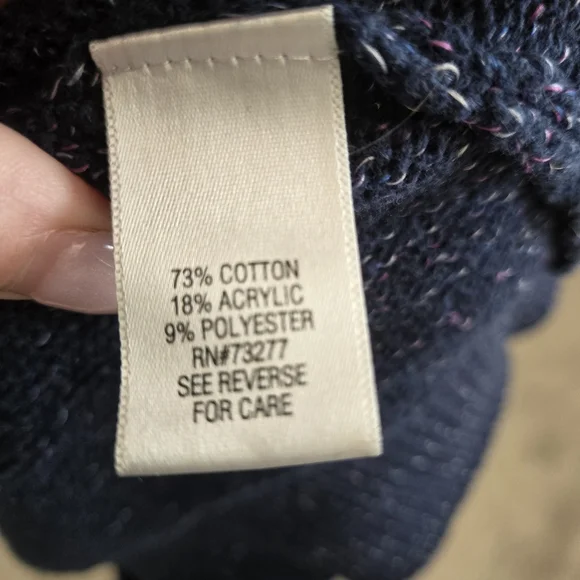 73% COTTON
18% ACRYLIC
9% POLYESTER
RN#73277
SEE REVERSE
FOR CARE